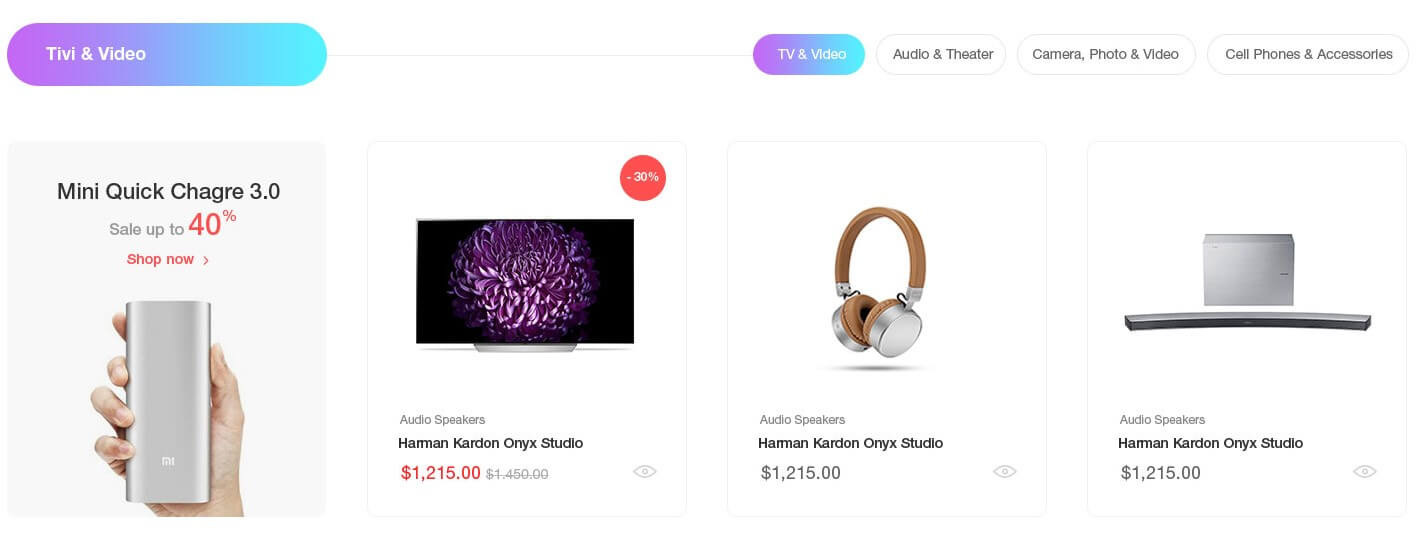 Tivi & Video
TV & Video
Audio & Theater
Camera, Photo & Video
Cell Phones & Accessories
Mini Quick Chagre 3.0
Sale up to 40%
Shop now >
mi
- 30%
Audio Speakers
Harman Kardon Onyx Studio
$1,215.00 $1.450.00
Audio Speakers
Harman Kardon Onyx Studio
$1,215.00
Audio Speakers
Harman Kardon Onyx Studio
$1,215.00